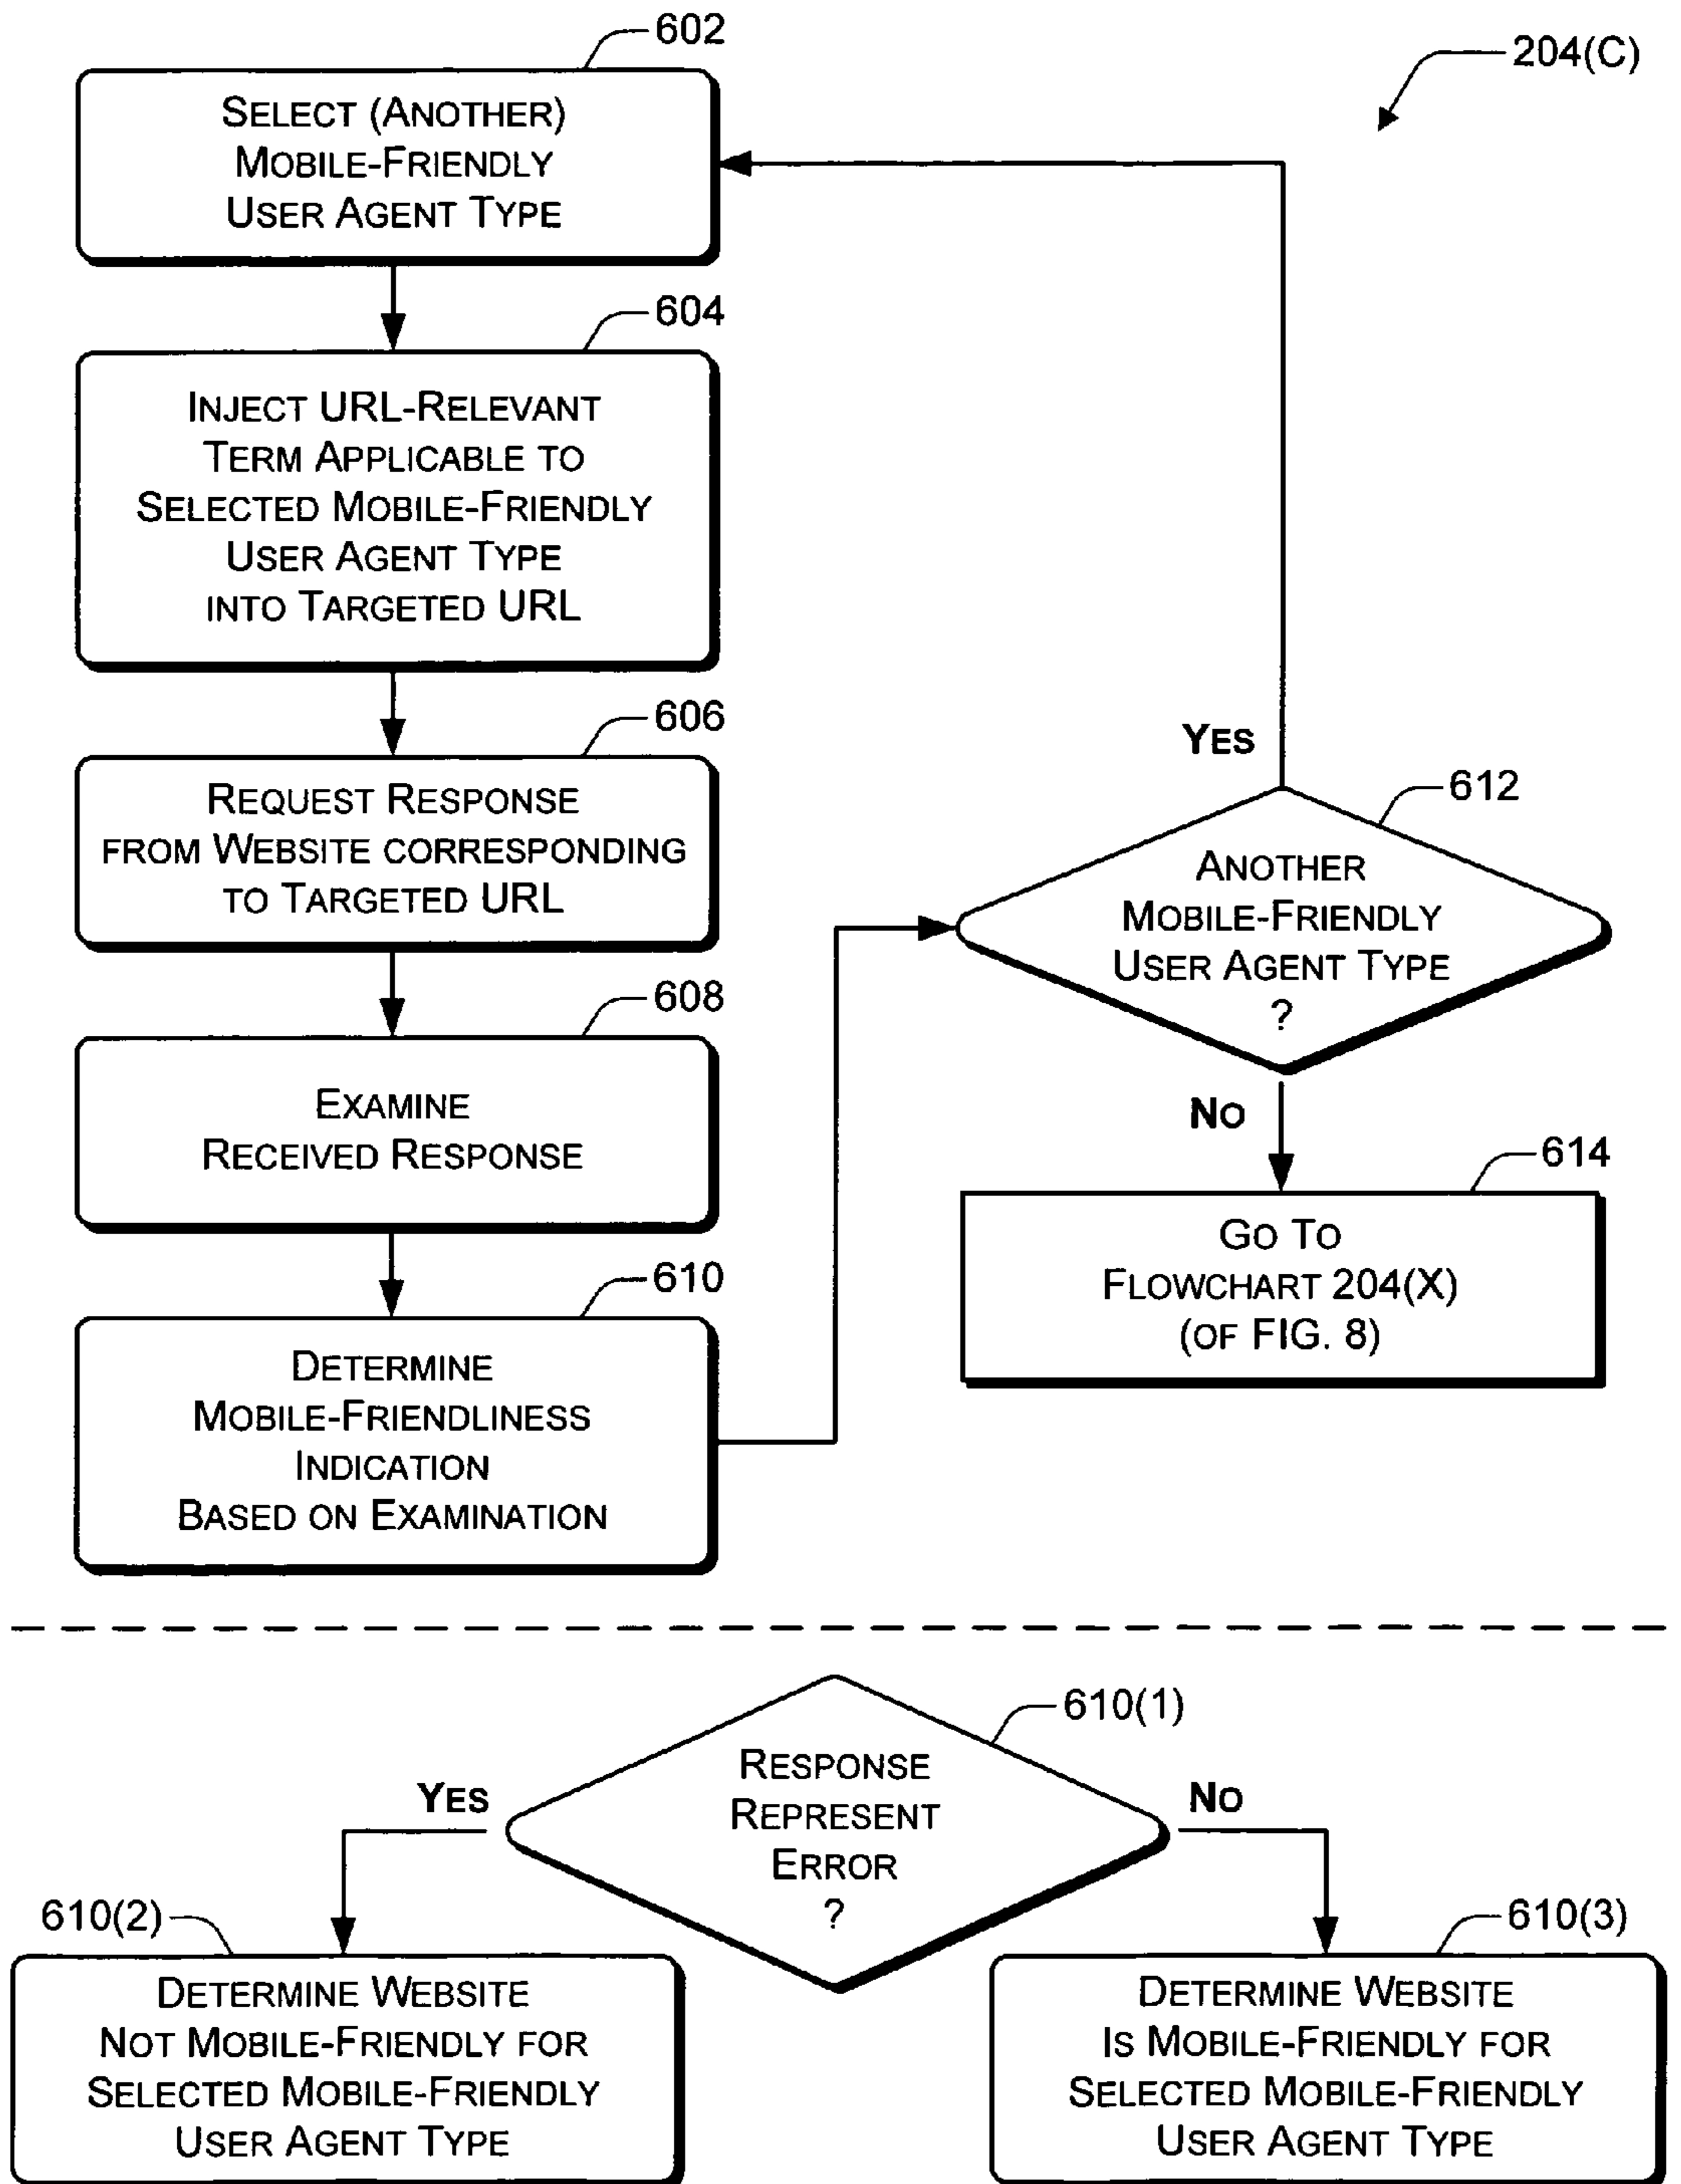 602
204(C)
SELECT (ANOTHER)
MOBILE-FRIENDLY
USER AGENT TYPE
604
INJECT URL-RELEVANT
TERM APPLICABLE TO
SELECTED MOBILE-FRIENDLY
USER AGENT TYPE
INTO TARGETED URL
606
REQUEST RESPONSE
FROM WEBSITE CORRESPONDING
TO TARGETED URL
608
EXAMINE
RECEIVED RESPONSE
610
DETERMINE
MOBILE-FRIENDLINESS
INDICATION
BASED ON EXAMINATION
YES
612
ANOTHER
MOBILE-FRIENDLY
USER AGENT TYPE
?
NO
614
GO TO
FLOWCHART 204(X)
(OF FIG. 8)
610(1)
RESPONSE
REPRESENT
ERROR
?
YES
NO
610(2)
DETERMINE WEBSITE
NOT MOBILE-FRIENDLY FOR
SELECTED MOBILE-FRIENDLY
USER AGENT TYPE
610(3)
DETERMINE WEBSITE
IS MOBILE-FRIENDLY FOR
SELECTED MOBILE-FRIENDLY
USER AGENT TYPE